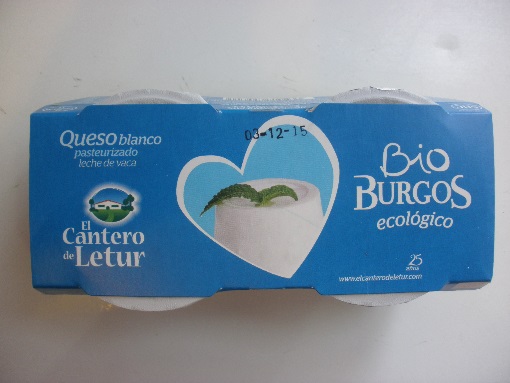 Queso blanco
pasteurizado
leche de vaca
El
Cantero
de Letur
03-12-15
Bio
BURGOS
ecológico
25
años
www.elcanterodeletur.com